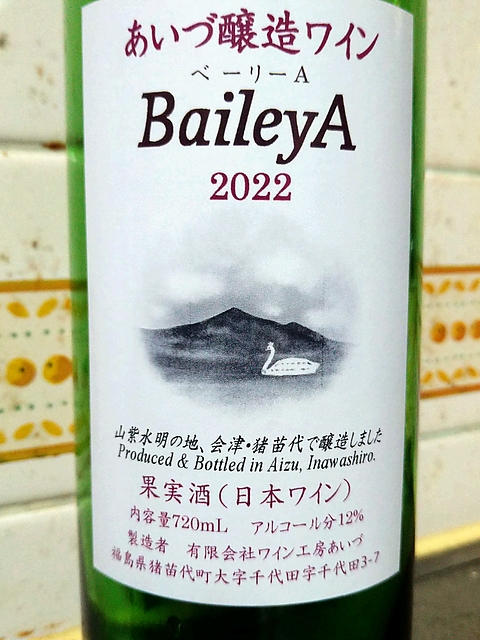 あいづ醸造ワイン
ベーリーA
BaileyA
2022
山紫水明の地、会津・猪苗代で醸造しました
Produced & Bottled in Aizu, Inawashiro.
果実酒(日本ワイン)
内容量720mL アルコール分12%
製造者 有限会社ワイン工房あいづ
福島県猪苗代町大字千代田字千代田3-7